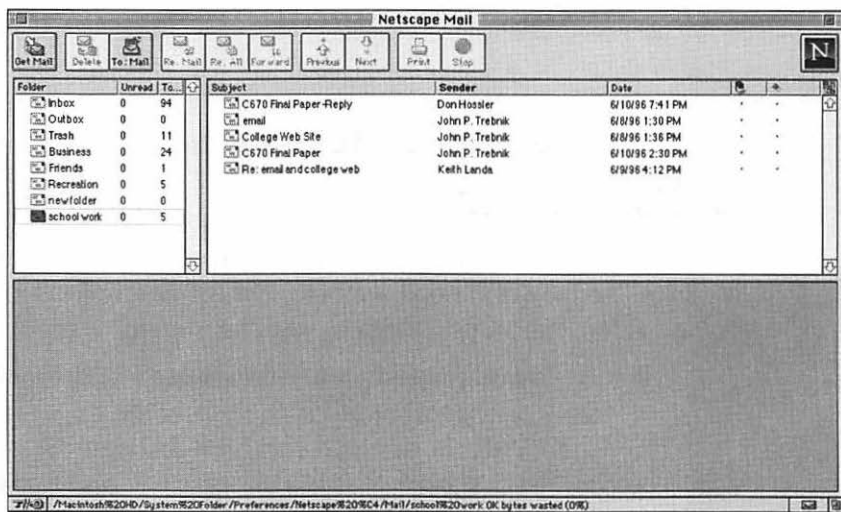 Netscape Mail
Get Mail Delete To: Mail Re: Mail Re: All Forward Previous Next Print Stop N
Folder Unread To... Subject Sender Date
Inbox 0 94 C670 Final Paper-Reply Don Hossler 6/10/96 7:41 PM
Outbox 0 0 email John P. Trebnik 6/8/96 1:30 PM
Trash 0 11 College Web Site John P. Trebnik 6/8/96 1:36 PM
Business 0 24 C670 Final Paper John P. Trebnik 6/10/96 2:30 PM
Friends 0 1 Re: email and college web Keith Landa 6/9/96 4:12 PM
Recreation 0 5
new folder 0 0
school work 0 5
/Macintosh%20HD/System%20Folder/Preferences/Netscape%20%C4/Mail/school%20work 0K bytes wasted (0%)